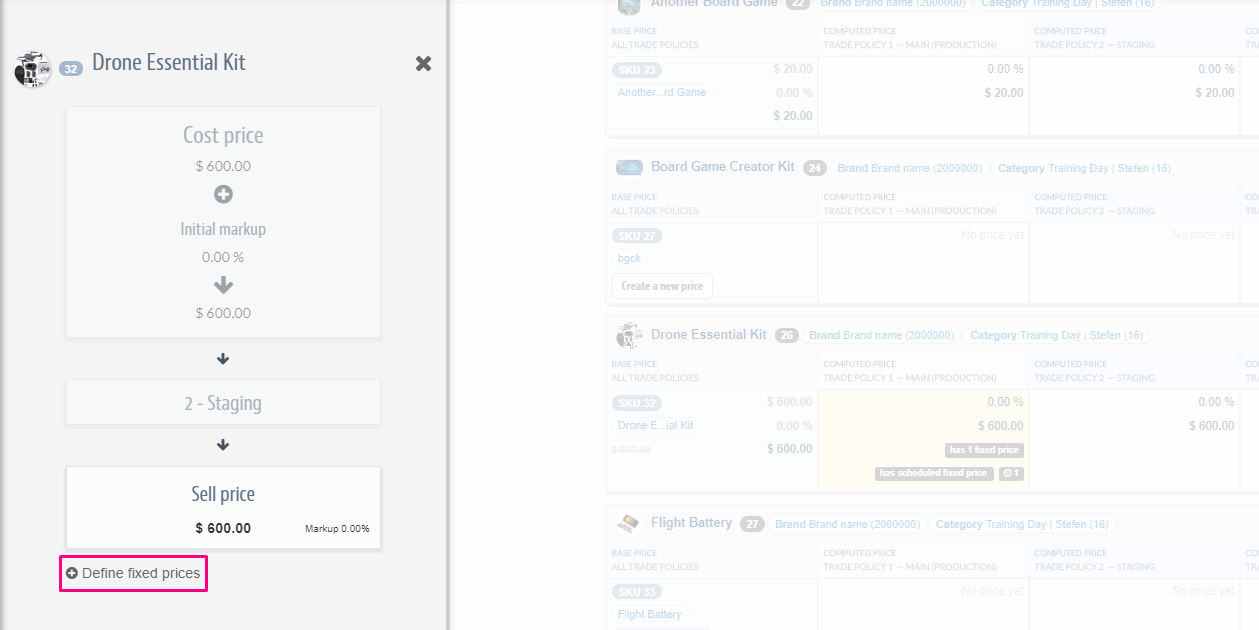 32 Drone Essential Kit
Cost price
$ 600.00
Initial markup
0.00 %
$ 600.00
2 - Staging
Sell price
$ 600.00 Markup 0.00%
Define fixed prices
Another Board Game 22 Brand Brand name (2000000) Category Training Day | Stefen (16)
BASE PRICE COMPUTED PRICE COMPUTED PRICE CO
ALL TRADE POLICIES TRADE POLICY 1 — MAIN (PRODUCTION) TRADE POLICY 2 — STAGING TR
SKU 23 $ 20.00 0.00 % 0.00 %
Another...rd Game 0.00 % $ 20.00 $ 20.00
$ 20.00
Board Game Creator Kit 24 Brand Brand name (2000000) Category Training Day | Stefen (16)
BASE PRICE COMPUTED PRICE COMPUTED PRICE CO
ALL TRADE POLICIES TRADE POLICY 1 — MAIN (PRODUCTION) TRADE POLICY 2 — STAGING TR
SKU 27 No price yet No price yet
bgck
Create a new price
Drone Essential Kit 26 Brand Brand name (2000000) Category Training Day | Stefen (16)
BASE PRICE COMPUTED PRICE COMPUTED PRICE CO
ALL TRADE POLICIES TRADE POLICY 1 — MAIN (PRODUCTION) TRADE POLICY 2 — STAGING TR
SKU 32 $ 600.00 0.00 % 0.00 %
Drone E...ial Kit 0.00 % $ 600.00 $ 600.00
$ 600.00 $ 600.00 has 1 fixed price
has scheduled fixed price 1
Flight Battery 27 Brand Brand name (2000000) Category Training Day | Stefen (16)
BASE PRICE COMPUTED PRICE COMPUTED PRICE CO
ALL TRADE POLICIES TRADE POLICY 1 — MAIN (PRODUCTION) TRADE POLICY 2 — STAGING TR
SKU 33 No price yet No price yet
Flight Battery